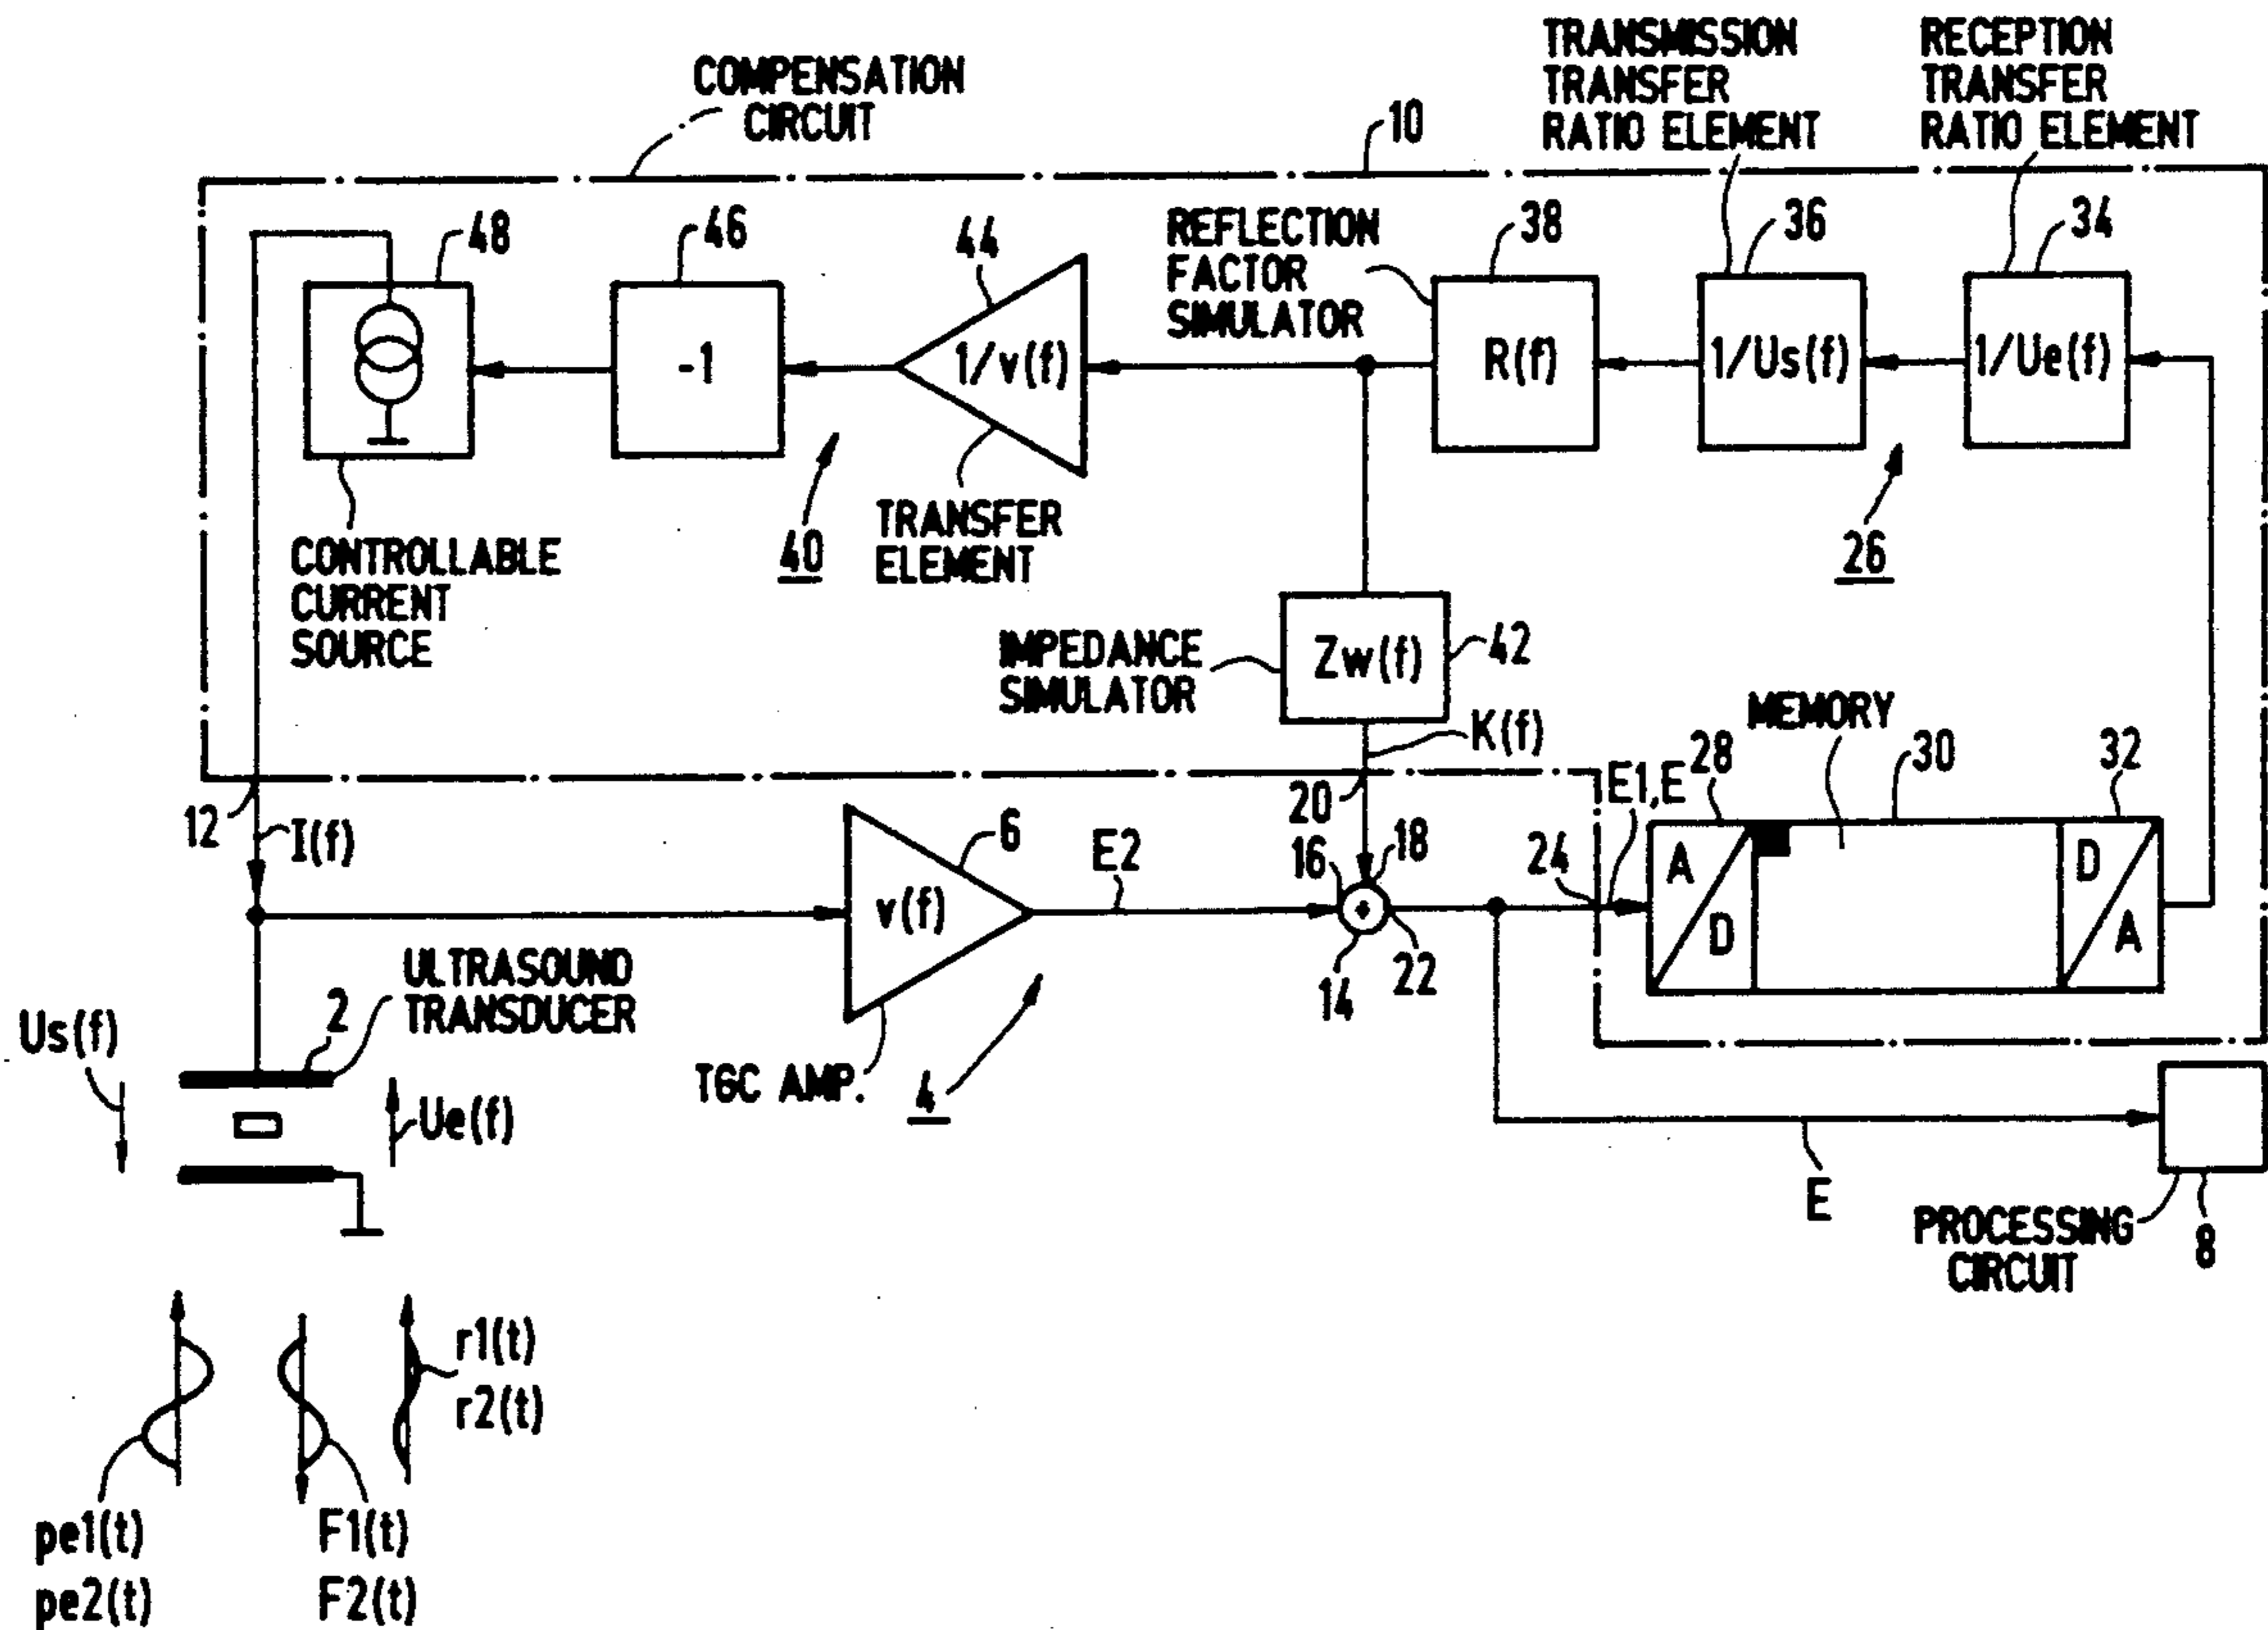 COMPENSATION
CIRCUIT
10
TRANSMISSION
TRANSFER
RATIO ELEMENT
RECEPTION
TRANSFER
RATIO ELEMENT
48
46
44
REFLECTION
FACTOR
SIMULATOR
38
36
34
-1
1/v(f)
R(f)
1/Us(f)
1/Ue(f)
CONTROLLABLE
CURRENT
SOURCE
40
TRANSFER
ELEMENT
26
IMPEDANCE
SIMULATOR
Zw(f)
42
K(f)
MEMORY
12
I(f)
6
E2
20
16
18
24
E1,E
28
30
32
v(f)
A
D
D
A
14
22
Us(f)
2
ULTRASOUND
TRANSDUCER
Ue(f)
TGC AMP.
4
E
PROCESSING
CIRCUIT
8
r1(t)
r2(t)
pe1(t)
pe2(t)
F1(t)
F2(t)